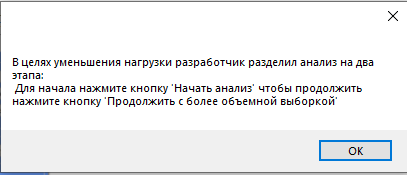 В целях уменьшения нагрузки разработчик разделил анализ на два
этапа:
Для начала нажмите кнопку 'Начать анализ' чтобы продолжить
нажмите кнопку 'Продолжить с более объемной выборкой'
OK